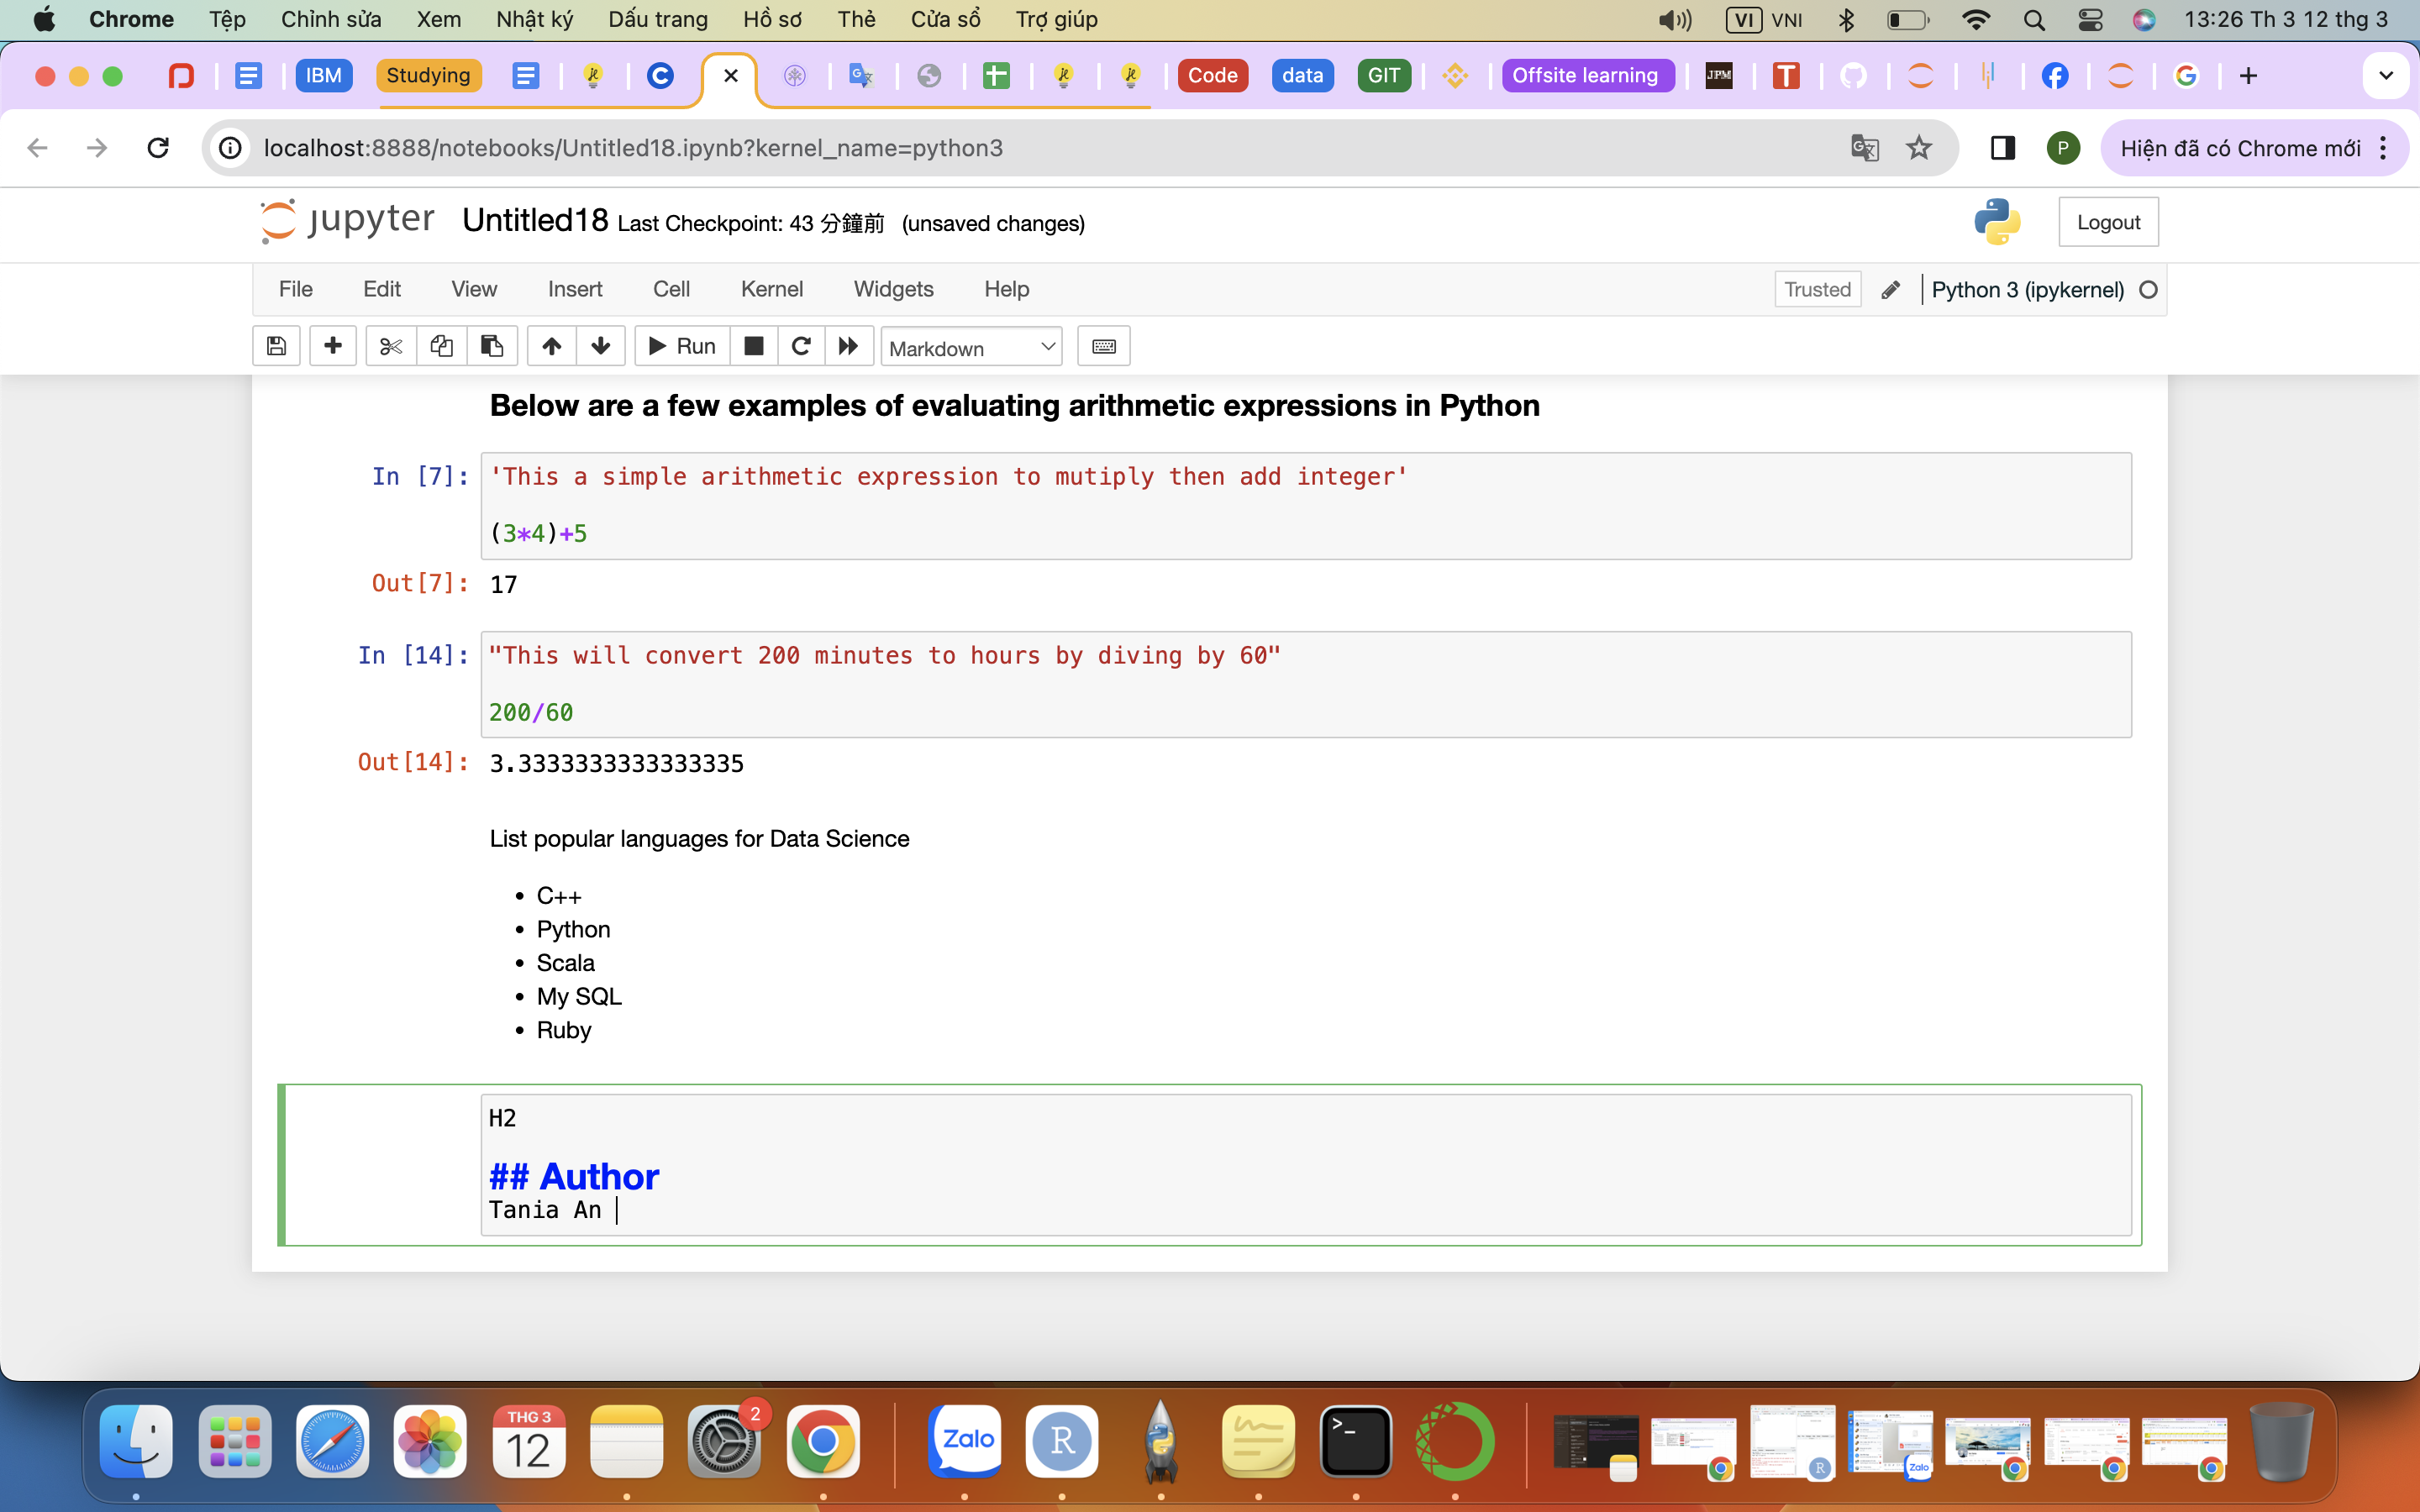 Chrome Tệp Chỉnh sửa Xem Nhật ký Dấu trang Hồ sơ Thẻ Cửa sổ Trợ giúp VI VNI 13:26 Th 3 12 thg 3
IBM Studying Code data GIT Offsite learning JPM T
localhost:8888/notebooks/Untitled18.ipynb?kernel_name=python3 P Hiện đã có Chrome mới
jupyter Untitled18 Last Checkpoint: 43 分鐘前 (unsaved changes) Logout
File Edit View Insert Cell Kernel Widgets Help Trusted Python 3 (ipykernel)
Run Markdown
Below are a few examples of evaluating arithmetic expressions in Python
In [7]: 'This a simple arithmetic expression to mutiply then add integer'
(3*4)+5
Out[7]: 17
In [14]: "This will convert 200 minutes to hours by diving by 60"
200/60
Out[14]: 3.3333333333333335
List popular languages for Data Science
• C++
• Python
• Scala
• My SQL
• Ruby
H2
## Author
Tania An
THG 3
12
2
Zalo
R
>_